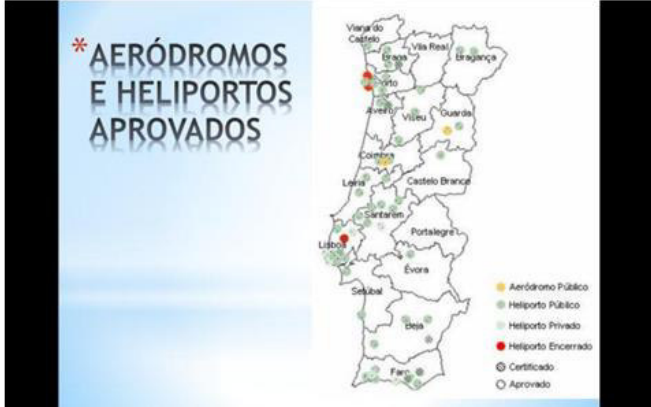 * AERÓDROMOS
E HELIPORTOS
APROVADOS
Viana do
Castelo
Braga
Vila Real
Bragança
Porto
Aveiro
Viseu
Guarda
Coimbra
Leiria
Castelo Branco
Santarém
Portalegre
Lisboa
Évora
Setúbal
Beja
Faro
Aeródromo Público
Heliporto Público
Heliporto Privado
Heliporto Encerrado
Certificado
Aprovado